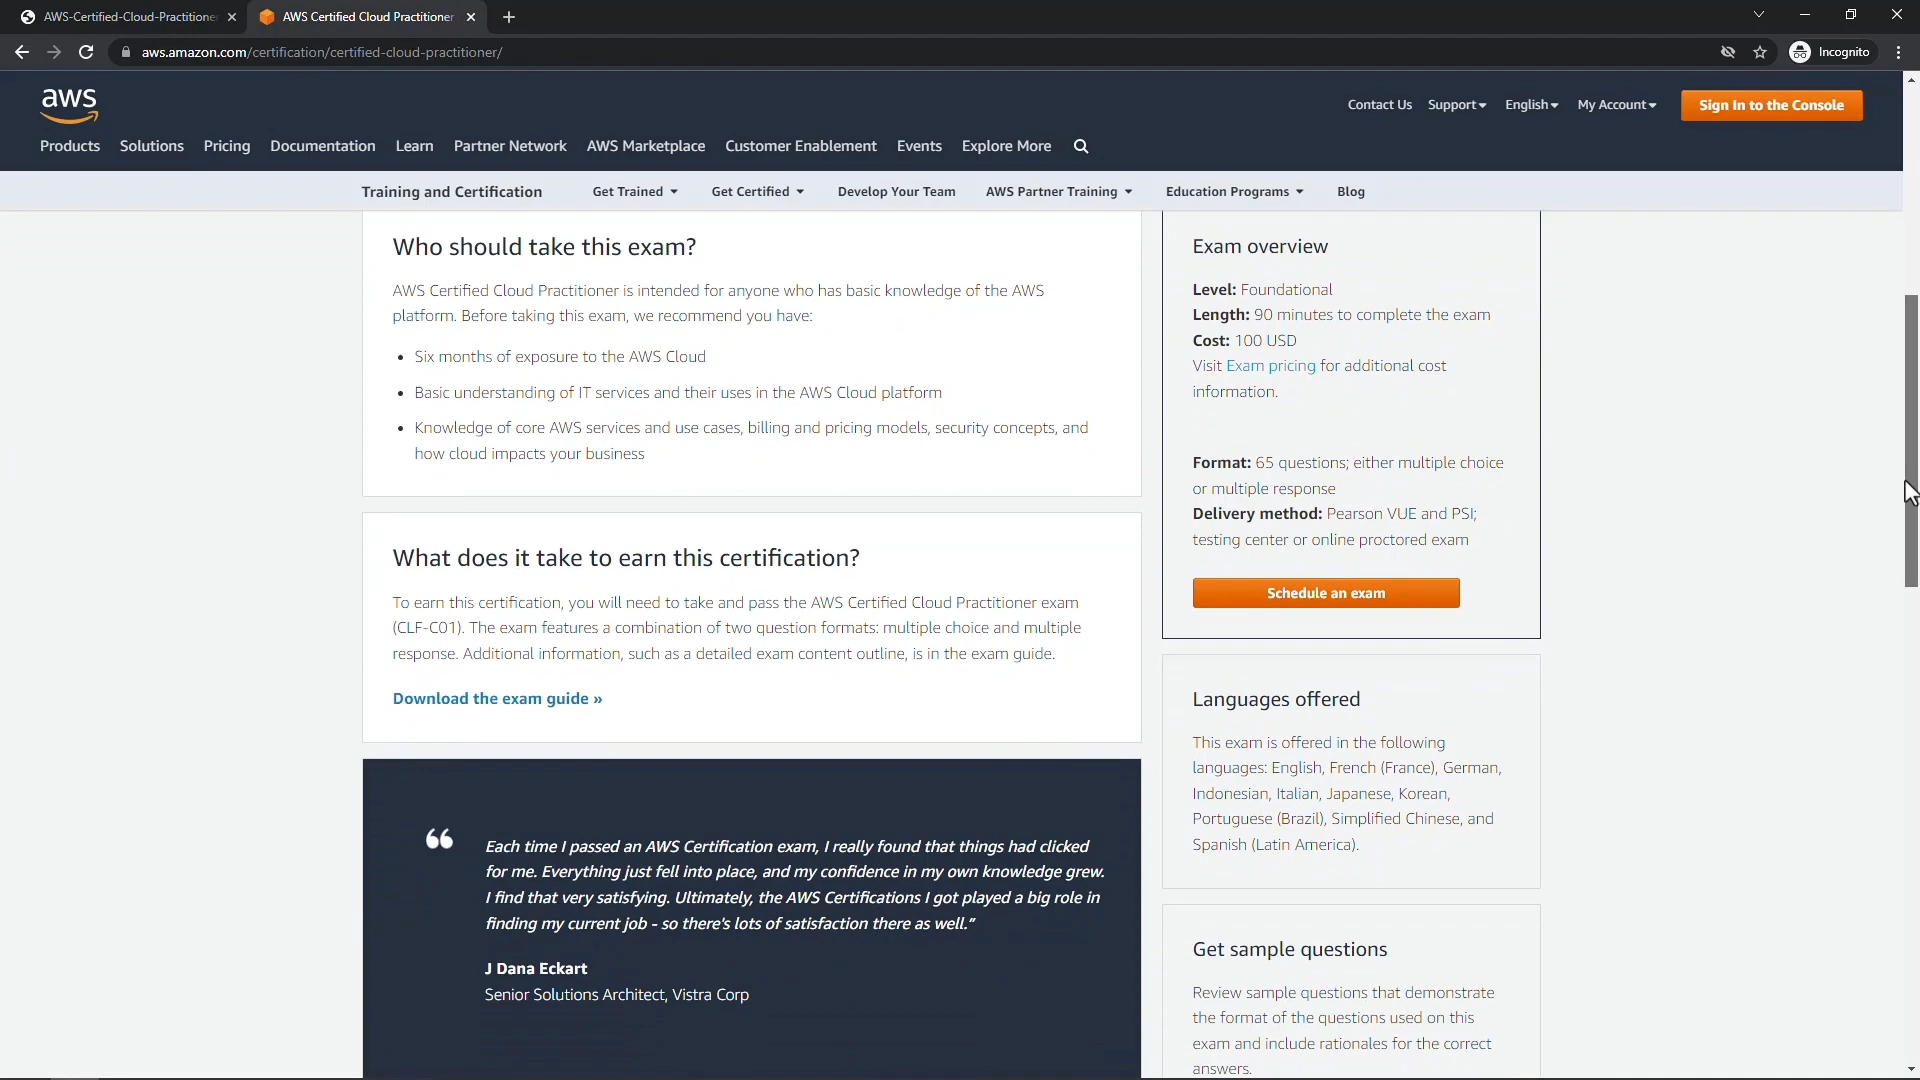 AWS-Certified-Cloud-Practitione
AWS Certified Cloud Practitioner
aws.amazon.com/certification/certified-cloud-practitioner/
Incognito
aws
Contact Us Support English My Account Sign In to the Console
Products Solutions Pricing Documentation Learn Partner Network AWS Marketplace Customer Enablement Events Explore More
Training and Certification Get Trained Get Certified Develop Your Team AWS Partner Training Education Programs Blog
Who should take this exam?
AWS Certified Cloud Practitioner is intended for anyone who has basic knowledge of the AWS
platform. Before taking this exam, we recommend you have:
• Six months of exposure to the AWS Cloud
• Basic understanding of IT services and their uses in the AWS Cloud platform
• Knowledge of core AWS services and use cases, billing and pricing models, security concepts, and
how cloud impacts your business
What does it take to earn this certification?
To earn this certification, you will need to take and pass the AWS Certified Cloud Practitioner exam
(CLF-C01). The exam features a combination of two question formats: multiple choice and multiple
response. Additional information, such as a detailed exam content outline, is in the exam guide.
Download the exam guide »
“
Each time I passed an AWS Certification exam, I really found that things had clicked
for me. Everything just fell into place, and my confidence in my own knowledge grew.
I find that very satisfying. Ultimately, the AWS Certifications I got played a big role in
finding my current job - so there's lots of satisfaction there as well.”
J Dana Eckart
Senior Solutions Architect, Vistra Corp
Exam overview
Level: Foundational
Length: 90 minutes to complete the exam
Cost: 100 USD
Visit Exam pricing for additional cost
information.
Format: 65 questions; either multiple choice
or multiple response
Delivery method: Pearson VUE and PSI;
testing center or online proctored exam
Schedule an exam
Languages offered
This exam is offered in the following
languages: English, French (France), German,
Indonesian, Italian, Japanese, Korean,
Portuguese (Brazil), Simplified Chinese, and
Spanish (Latin America).
Get sample questions
Review sample questions that demonstrate
the format of the questions used on this
exam and include rationales for the correct
answers.